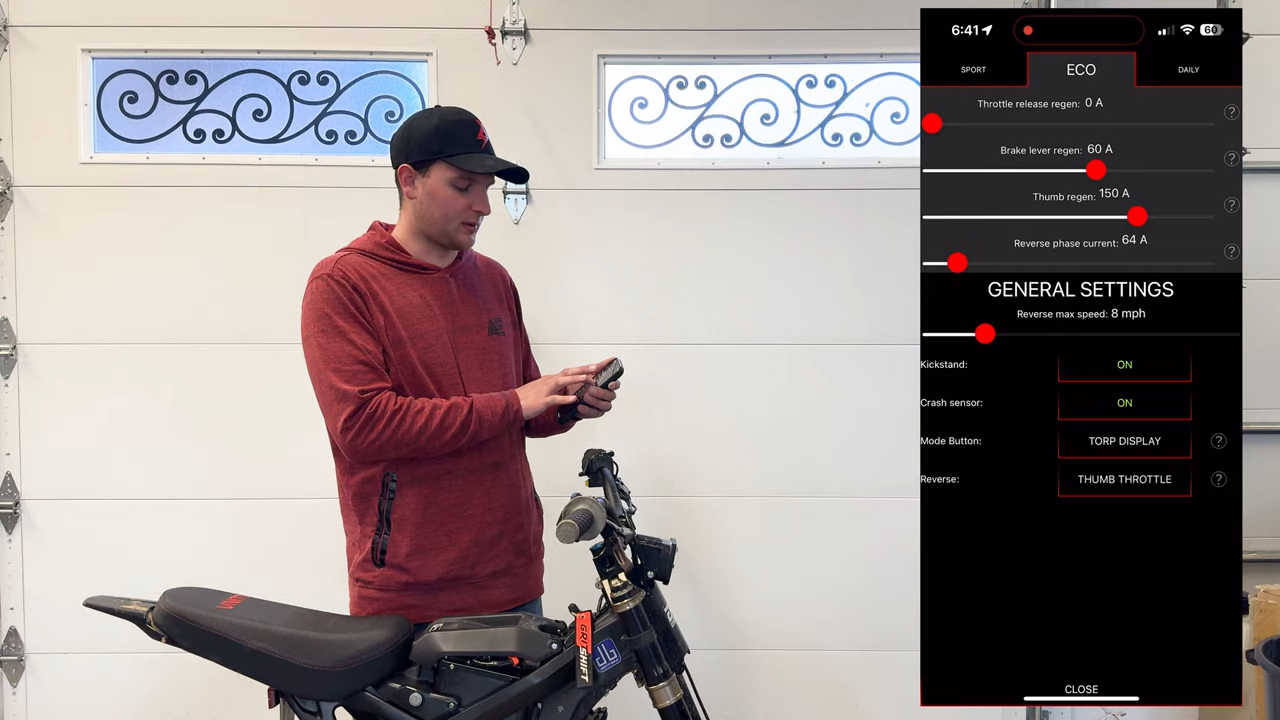 6:41
60
SPORT
ECO
DAILY
Throttle release regen: 0 A
?
Brake lever regen: 60 A
?
Thumb regen: 150 A
?
Reverse phase current: 64 A
?
GENERAL SETTINGS
Reverse max speed: 8 mph
Kickstand:
ON
Crash sensor:
ON
Mode Button:
TORP DISPLAY
?
Reverse:
THUMB THROTTLE
?
CLOSE
GRITSHIFT